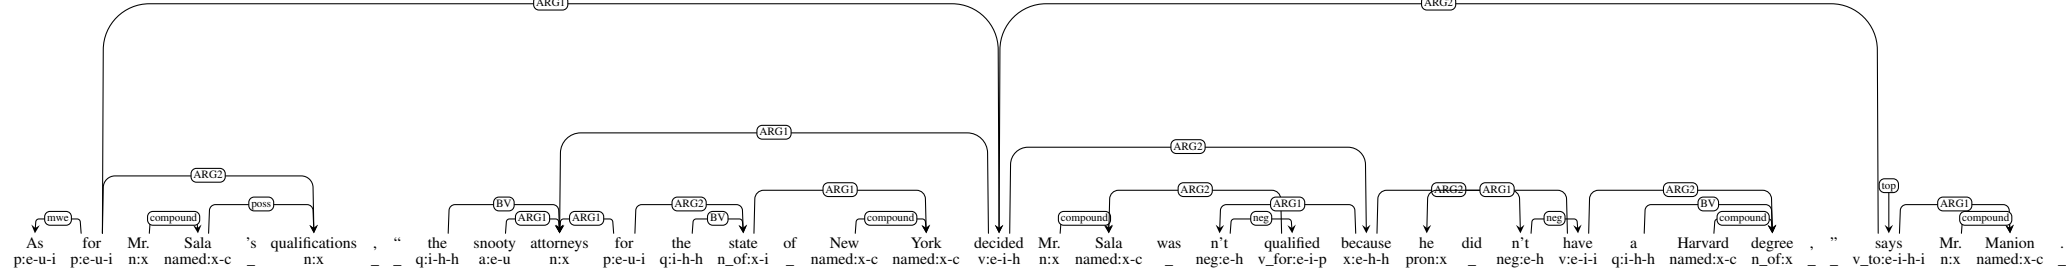 ARG1 ARG2
ARG1
ARG2
ARG2 ARG1 ARG2 ARG2 ARG1 ARG2 top
poss BV ARG2 ARG1 BV ARG1
mwe compound ARG1 ARG1 BV compound compound neg neg compound compound
As for Mr. Sala 's qualifications , “ the snooty attorneys for the state of New York decided Mr. Sala was n't qualified because he did n't have a Harvard degree , ” says Mr. Manion .
p:e-u-i p:e-u-i n:x named:x-c _ n:x _ _ q:i-h-h a:e-u n:x p:e-u-i q:i-h-h n_of:x-i _ named:x-c named:x-c v:e-i-h n:x named:x-c _ neg:e-h v_for:e-i-p x:e-h-h pron:x _ neg:e-h v:e-i-i q:i-h-h named:x-c n_of:x _ _ v_to:e-i-h-i n:x named:x-c _